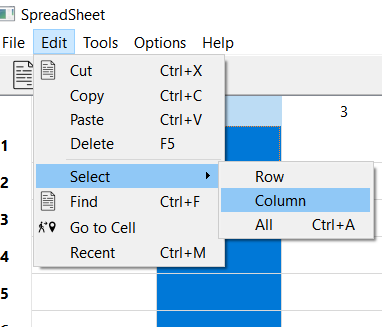 SpreadSheet
File Edit Tools Options Help
Cut Ctrl+X
Copy Ctrl+C
Paste Ctrl+V
Delete F5
Select
Find Ctrl+F
Go to Cell
Recent Ctrl+M
Row
Column
All Ctrl+A
3
1
2
3
4
5
6